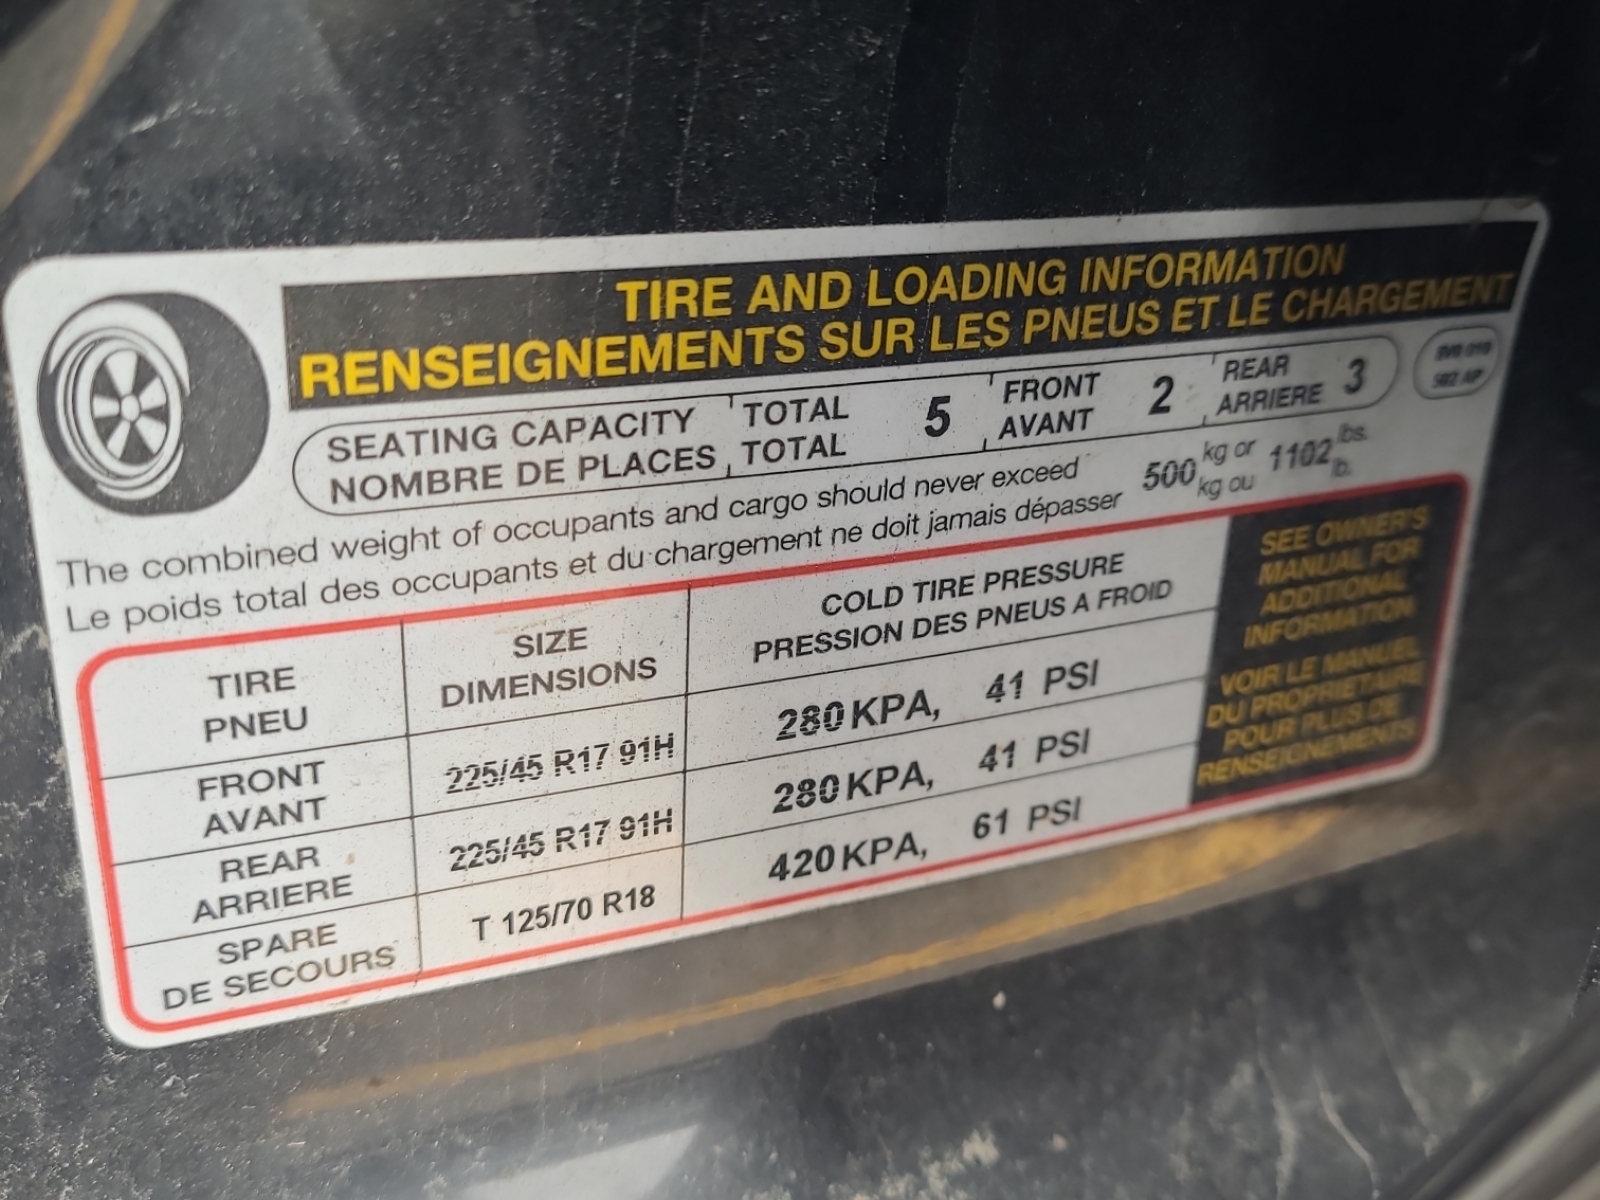 TIRE AND LOADING INFORMATION
RENSEIGNEMENTS SUR LES PNEUS ET LE CHARGEMENT
SEATING CAPACITY TOTAL 5 FRONT 2 REAR 3
NOMBRE DE PLACES TOTAL AVANT ARRIERE
The combined weight of occupants and cargo should never exceed 500 kg or 1102 lbs.
Le poids total des occupants et du chargement ne doit jamais dépasser kg ou lb.
TIRE SIZE COLD TIRE PRESSURE
PNEU DIMENSIONS PRESSION DES PNEUS A FROID
FRONT 225/45 R17 91H 280 KPA, 41 PSI
AVANT
REAR 225/45 R17 91H 280 KPA, 41 PSI
ARRIERE
SPARE T 125/70 R18 420 KPA, 61 PSI
DE SECOURS
SEE OWNER'S
MANUAL FOR
ADDITIONAL
INFORMATION
VOIR LE MANUEL
DU PROPRIETAIRE
POUR PLUS DE
RENSEIGNEMENTS